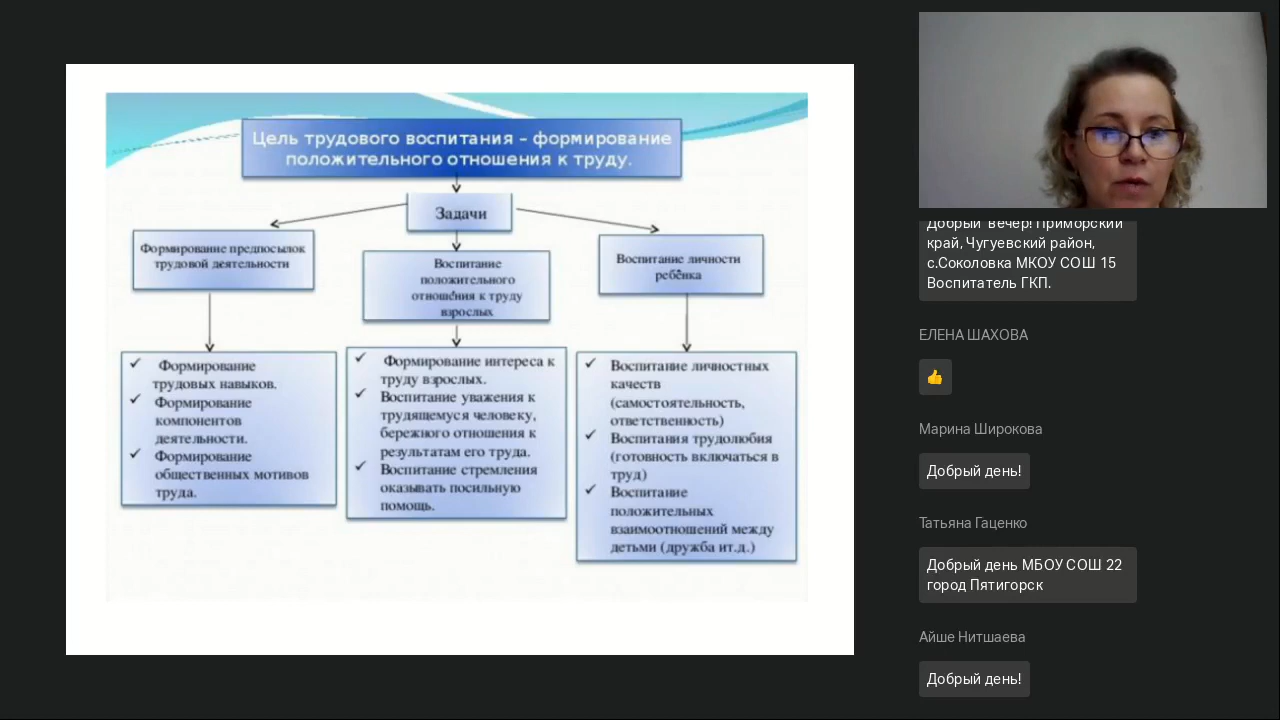 Цель трудового воспитания – формирование
положительного отношения к труду.
Задачи
Формирование предпосылок
трудовой деятельности
Воспитание
положительного
отношения к труду
взрослых
Воспитание личности
ребёнка
✓ Формирование
трудовых навыков.
✓ Формирование
компонентов
деятельности.
✓ Формирование
общественных мотивов
труда.
✓ Формирование интереса к
труду взрослых.
✓ Воспитание уважения к
трудящемуся человеку,
бережного отношения к
результатам его труда.
✓ Воспитание стремления
оказывать посильную
помощь.
✓ Воспитание личностных
качеств
(самостоятельность,
ответственность)
✓ Воспитания трудолюбия
(готовность включаться в
труд)
✓ Воспитание
положительных
взаимоотношений между
детьми (дружба ит.д.)
Добрый вечер! Приморский
край, Чугуевский район,
с.Соколовка МКОУ СОШ 15
Воспитатель ГКП.
ЕЛЕНА ШАХОВА
👍
Марина Широкова
Добрый день!
Татьяна Гаценко
Добрый день МБОУ СОШ 22
город Пятигорск
Айше Нитшаева
Добрый день!